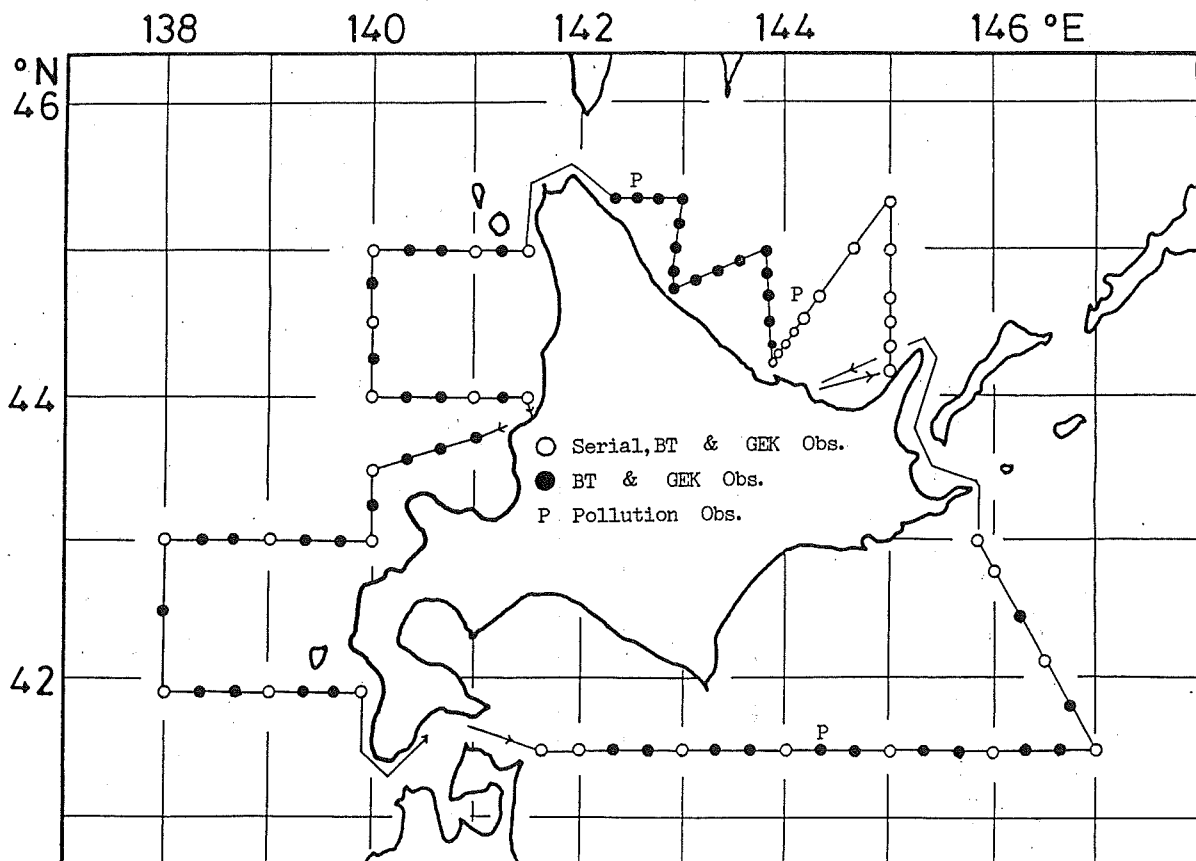 138 140 142 144 146 °E
°N
46
P
P
44
Serial, BT & GEK Obs.
BT & GEK Obs.
P Pollution Obs.
42
P